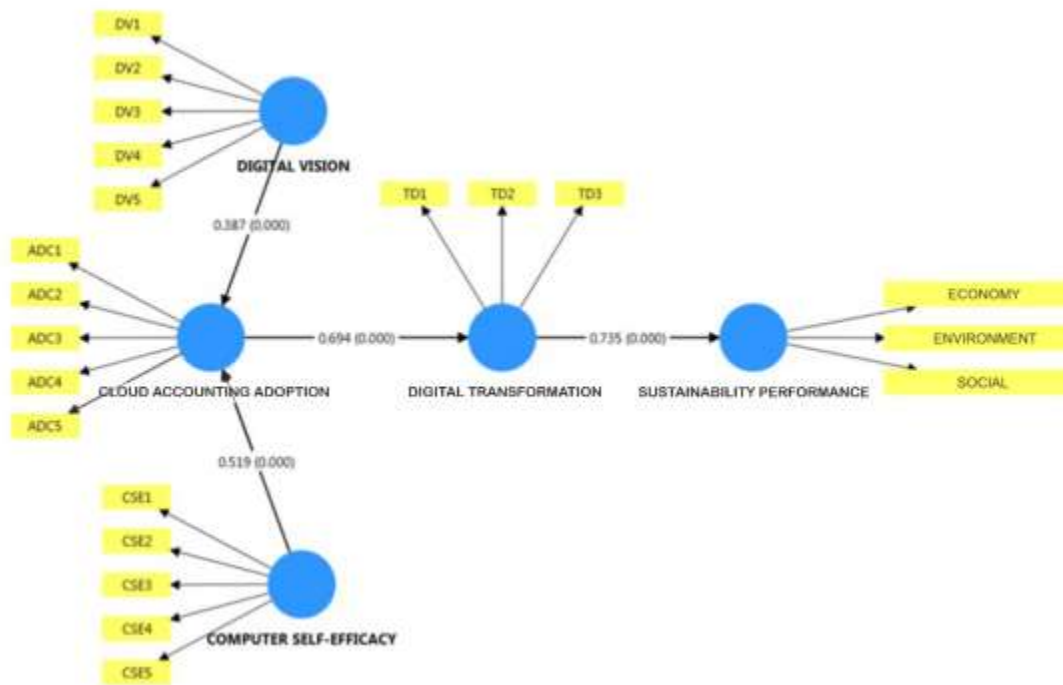 DV1
DV2
DV3
DV4
DV5
DIGITAL VISION
0.387 (0.000)
TD1
TD2
TD3
ADC1
ADC2
ADC3
ADC4
ADC5
CLOUD ACCOUNTING ADOPTION
0.694 (0.000)
DIGITAL TRANSFORMATION
0.735 (0.000)
SUSTAINABILITY PERFORMANCE
ECONOMY
ENVIRONMENT
SOCIAL
0.519 (0.000)
CSE1
CSE2
CSE3
CSE4
CSE5
COMPUTER SELF-EFFICACY